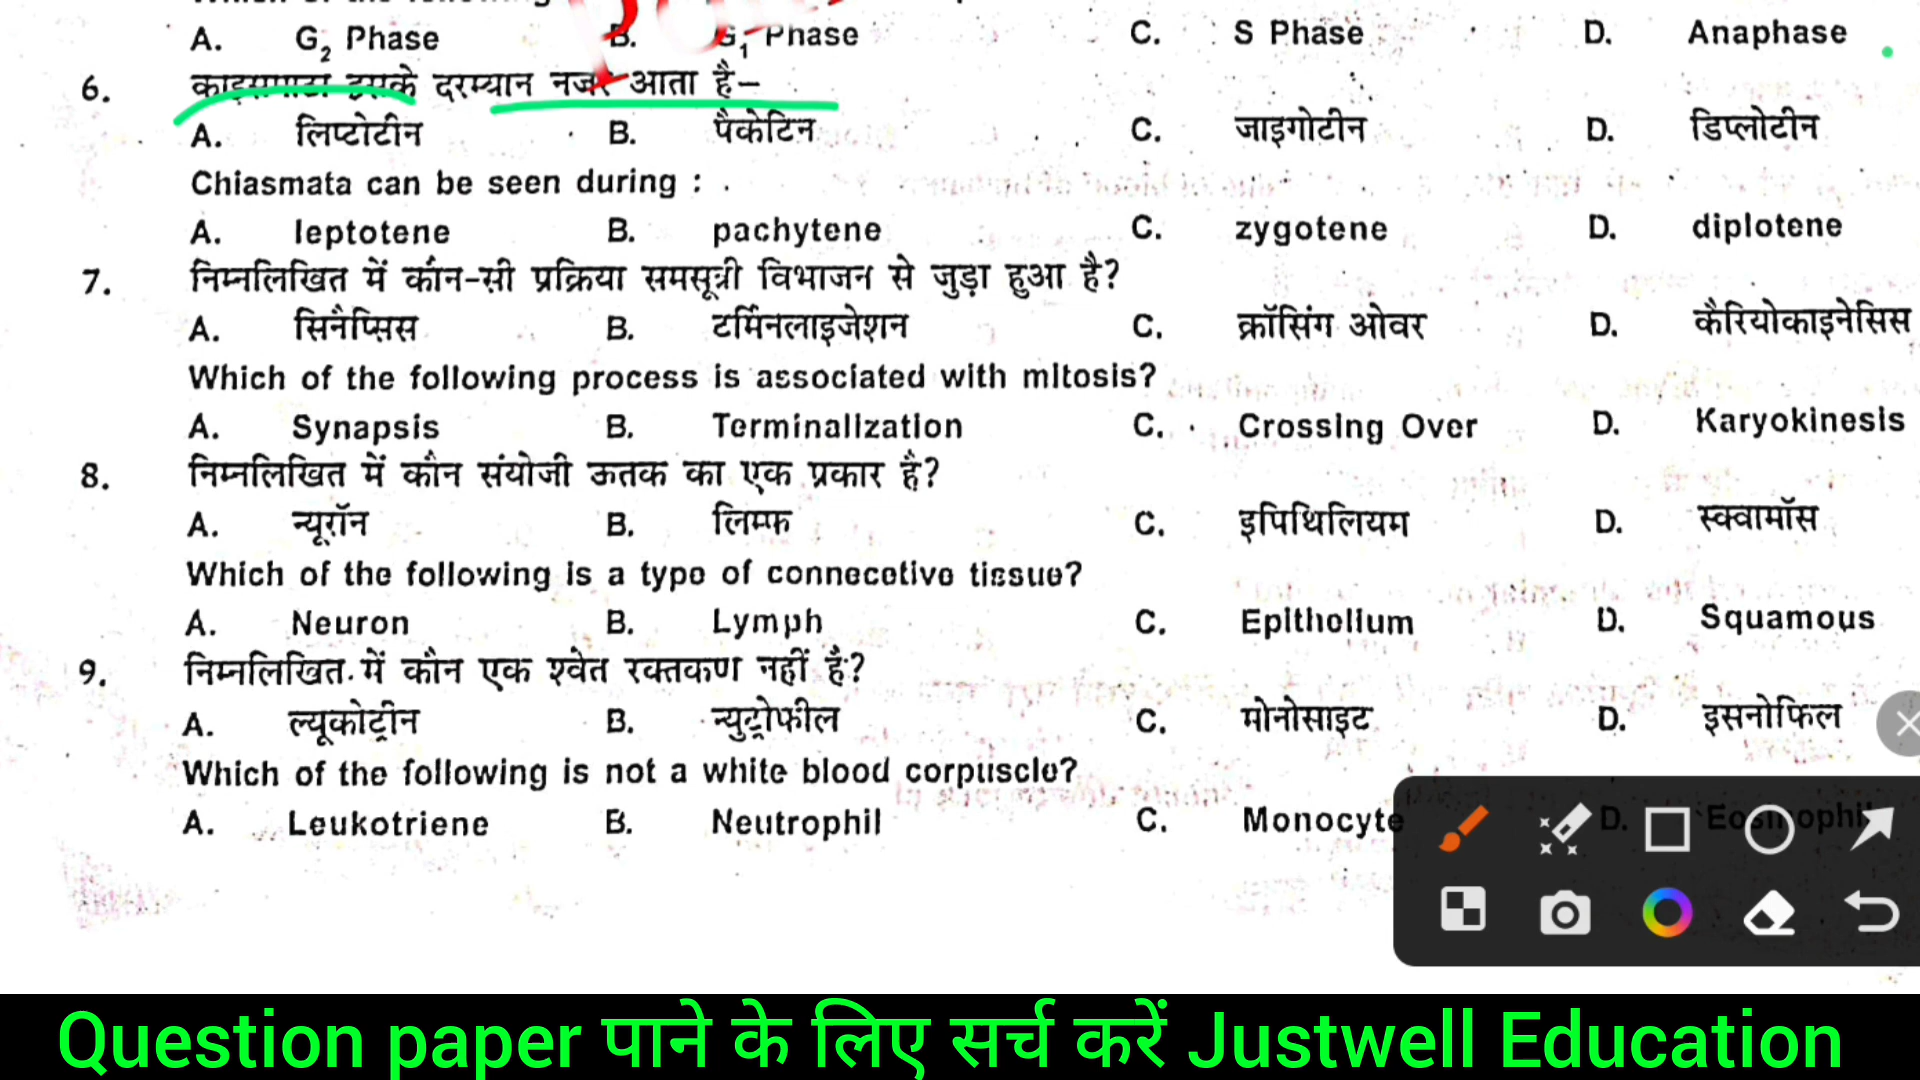 A. G₂ Phase B. G₁ Phase C. S Phase D. Anaphase
6. दरम्यान नजर आता है–
A. लिप्टोटीन B. पैकेटिन C. जाइगोटीन D. डिप्लोटीन
Chiasmata can be seen during :
A. leptotene B. pachytene C. zygotene D. diplotene
7. निम्नलिखित में कौन-सी प्रक्रिया समसूत्री विभाजन से जुड़ा हुआ है?
A. सिनैप्सिस B. टर्मिनलाइजेशन C. क्रॉसिंग ओवर D. कैरियोकाइनेसिस
Which of the following process is associated with mitosis?
A. Synapsis B. Terminalization C. Crossing Over D. Karyokinesis
8. निम्नलिखित में कौन संयोजी ऊतक का एक प्रकार है?
A. न्यूरॉन B. लिम्फ C. इपिथिलियम D. स्क्वामॉस
Which of the following is a type of connecetive tissue?
A. Neuron B. Lymph C. Epithelium D. Squamous
9. निम्नलिखित में कौन एक श्वेत रक्तकण नहीं है?
A. ल्यूकोट्रीन B. न्युट्रोफील C. मोनोसाइट D. इसनोफिल
Which of the following is not a white blood corpuscle?
A. Leukotriene B. Neutrophil C. Monocyte D. Eosinophil
Question paper पाने के लिए सर्च करें Justwell Education